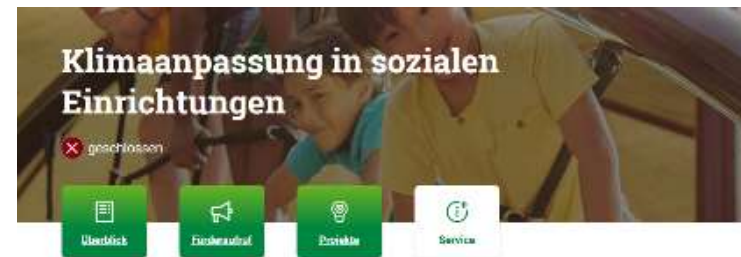 Klimaanpassung in sozialen
Einrichtungen
geschlossen
Überblick
Förderaufruf
Projekte
Service